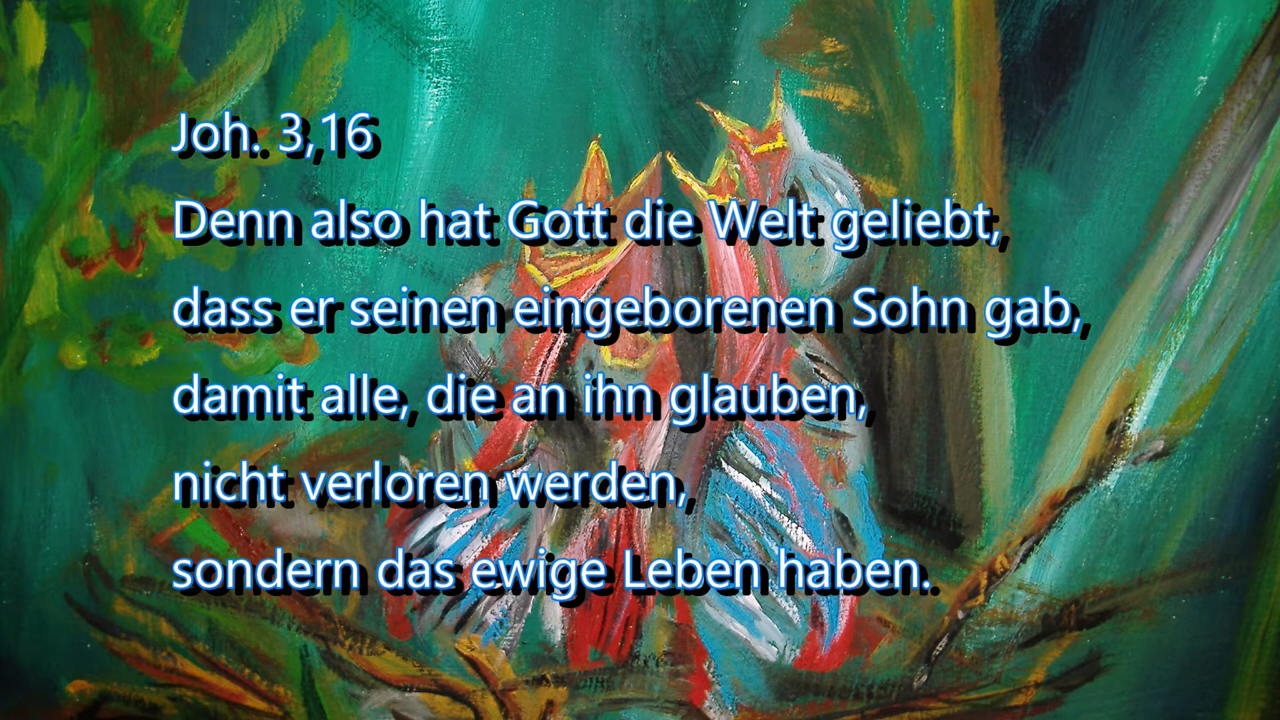 Joh. 3,16
Denn also hat Gott die Welt geliebt,
dass er seinen eingeborenen Sohn gab,
damit alle, die an ihn glauben,
nicht verloren werden,
sondern das ewige Leben haben.